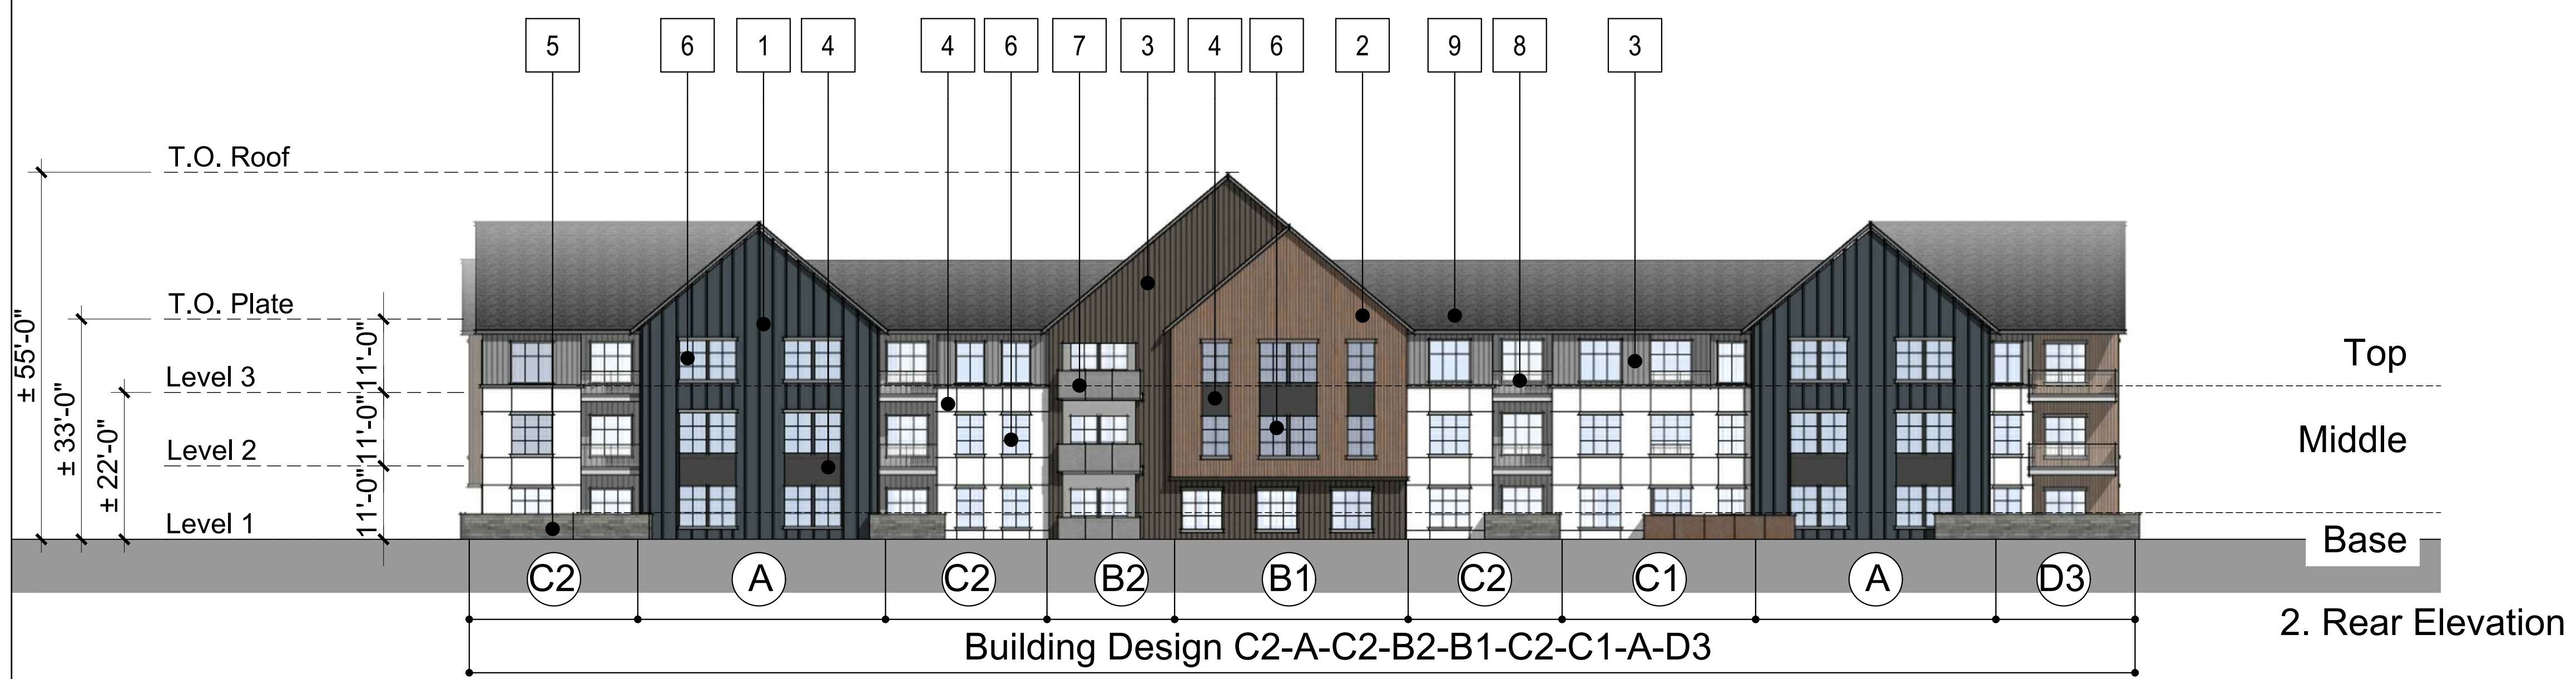 5 6 1 4 4 6 7 3 4 6 2 9 8 3
T.O. Roof
T.O. Plate
Level 3
Level 2
Level 1
± 55'-0"
± 33'-0"
± 22'-0"
11'-0"
11'-0"
11'-0"
Top
Middle
Base
C2 A C2 B2 B1 C2 C1 A D3
Building Design C2-A-C2-B2-B1-C2-C1-A-D3
2. Rear Elevation